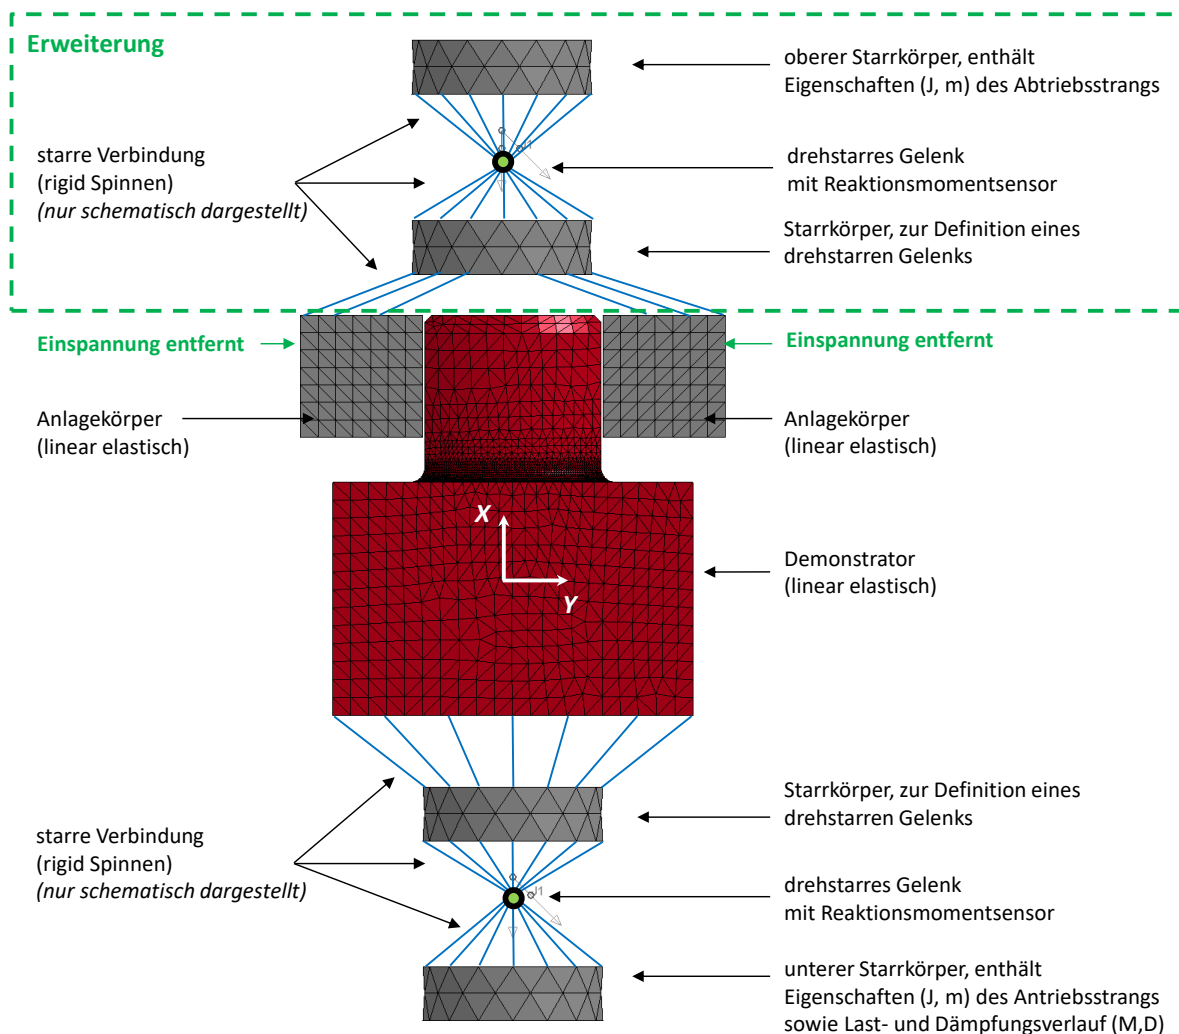 Erweiterung
oberer Starrkörper, enthält
Eigenschaften (J, m) des Abtriebsstrangs
starre Verbindung
(rigid Spinnen)
(nur schematisch dargestellt)
drehstarres Gelenk
mit Reaktionsmomentsensor
Starrkörper, zur Definition eines
drehstarren Gelenks
Einspannung entfernt
Einspannung entfernt
Anlagekörper
(linear elastisch)
Anlagekörper
(linear elastisch)
X
Y
Demonstrator
(linear elastisch)
Starrkörper, zur Definition eines
drehstarren Gelenks
starre Verbindung
(rigid Spinnen)
(nur schematisch dargestellt)
J1
drehstarres Gelenk
mit Reaktionsmomentsensor
unterer Starrkörper, enthält
Eigenschaften (J, m) des Antriebsstrangs
sowie Last- und Dämpfungsverlauf (M,D)